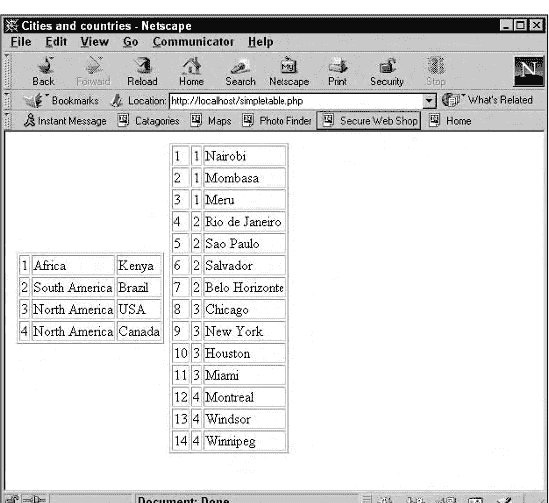 Cities and countries - Netscape
File Edit View Go Communicator Help
Back Forward Reload Home Search Netscape Print Security Stop
N
Bookmarks Location: http://localhost/simpletable.php What's Related
Instant Message Catagories Maps Photo Finder Secure Web Shop Home
1 Africa Kenya
2 South America Brazil
3 North America USA
4 North America Canada
1 1 Nairobi
2 1 Mombasa
3 1 Meru
4 2 Rio de Janeiro
5 2 Sao Paulo
6 2 Salvador
7 2 Belo Horizonte
8 3 Chicago
9 3 New York
10 3 Houston
11 3 Miami
12 4 Montreal
13 4 Windsor
14 4 Winnipeg
Document: Done